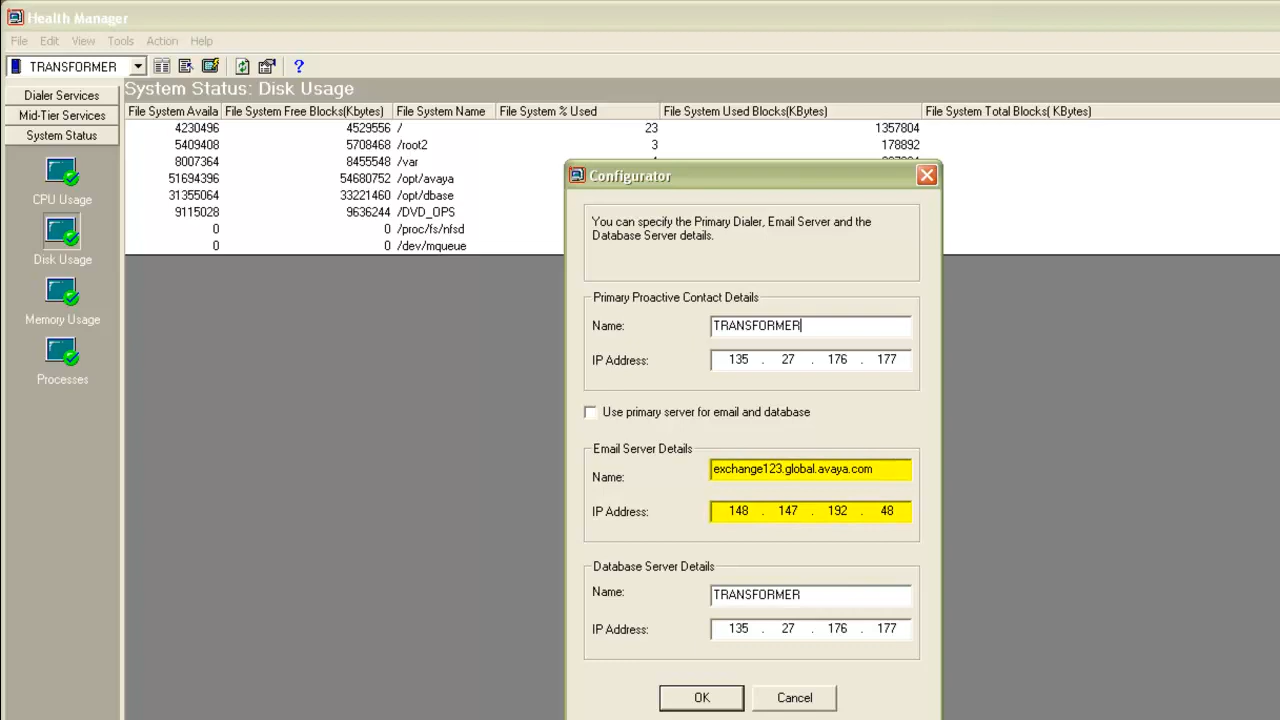 Health Manager
File Edit View Tools Action Help
TRANSFORMER ?
System Status: Disk Usage
Dialer Services
Mid-Tier Services
System Status
CPU Usage
Disk Usage
Memory Usage
Processes
File System Availa File System Free Blocks(Kbytes) File System Name File System % Used File System Used Blocks(KBytes) File System Total Blocks( KBytes)
4230496 4529556 / 23 1357804
5409408 5708468 /root2 3 178892
8007364 8455548 /var
51694396 54680752 /opt/avaya
31355064 33221460 /opt/dbase
9115028 9636244 /DVD_OPS
0 0 /proc/fs/nfsd
0 0 /dev/mqueue
Configurator
You can specify the Primary Dialer, Email Server and the
Database Server details.
Primary Proactive Contact Details
Name: TRANSFORMER
IP Address: 135 . 27 . 176 . 177
Use primary server for email and database
Email Server Details
Name: exchange123.global.avaya.com
IP Address: 148 . 147 . 192 . 48
Database Server Details
Name: TRANSFORMER
IP Address: 135 . 27 . 176 . 177
OK Cancel